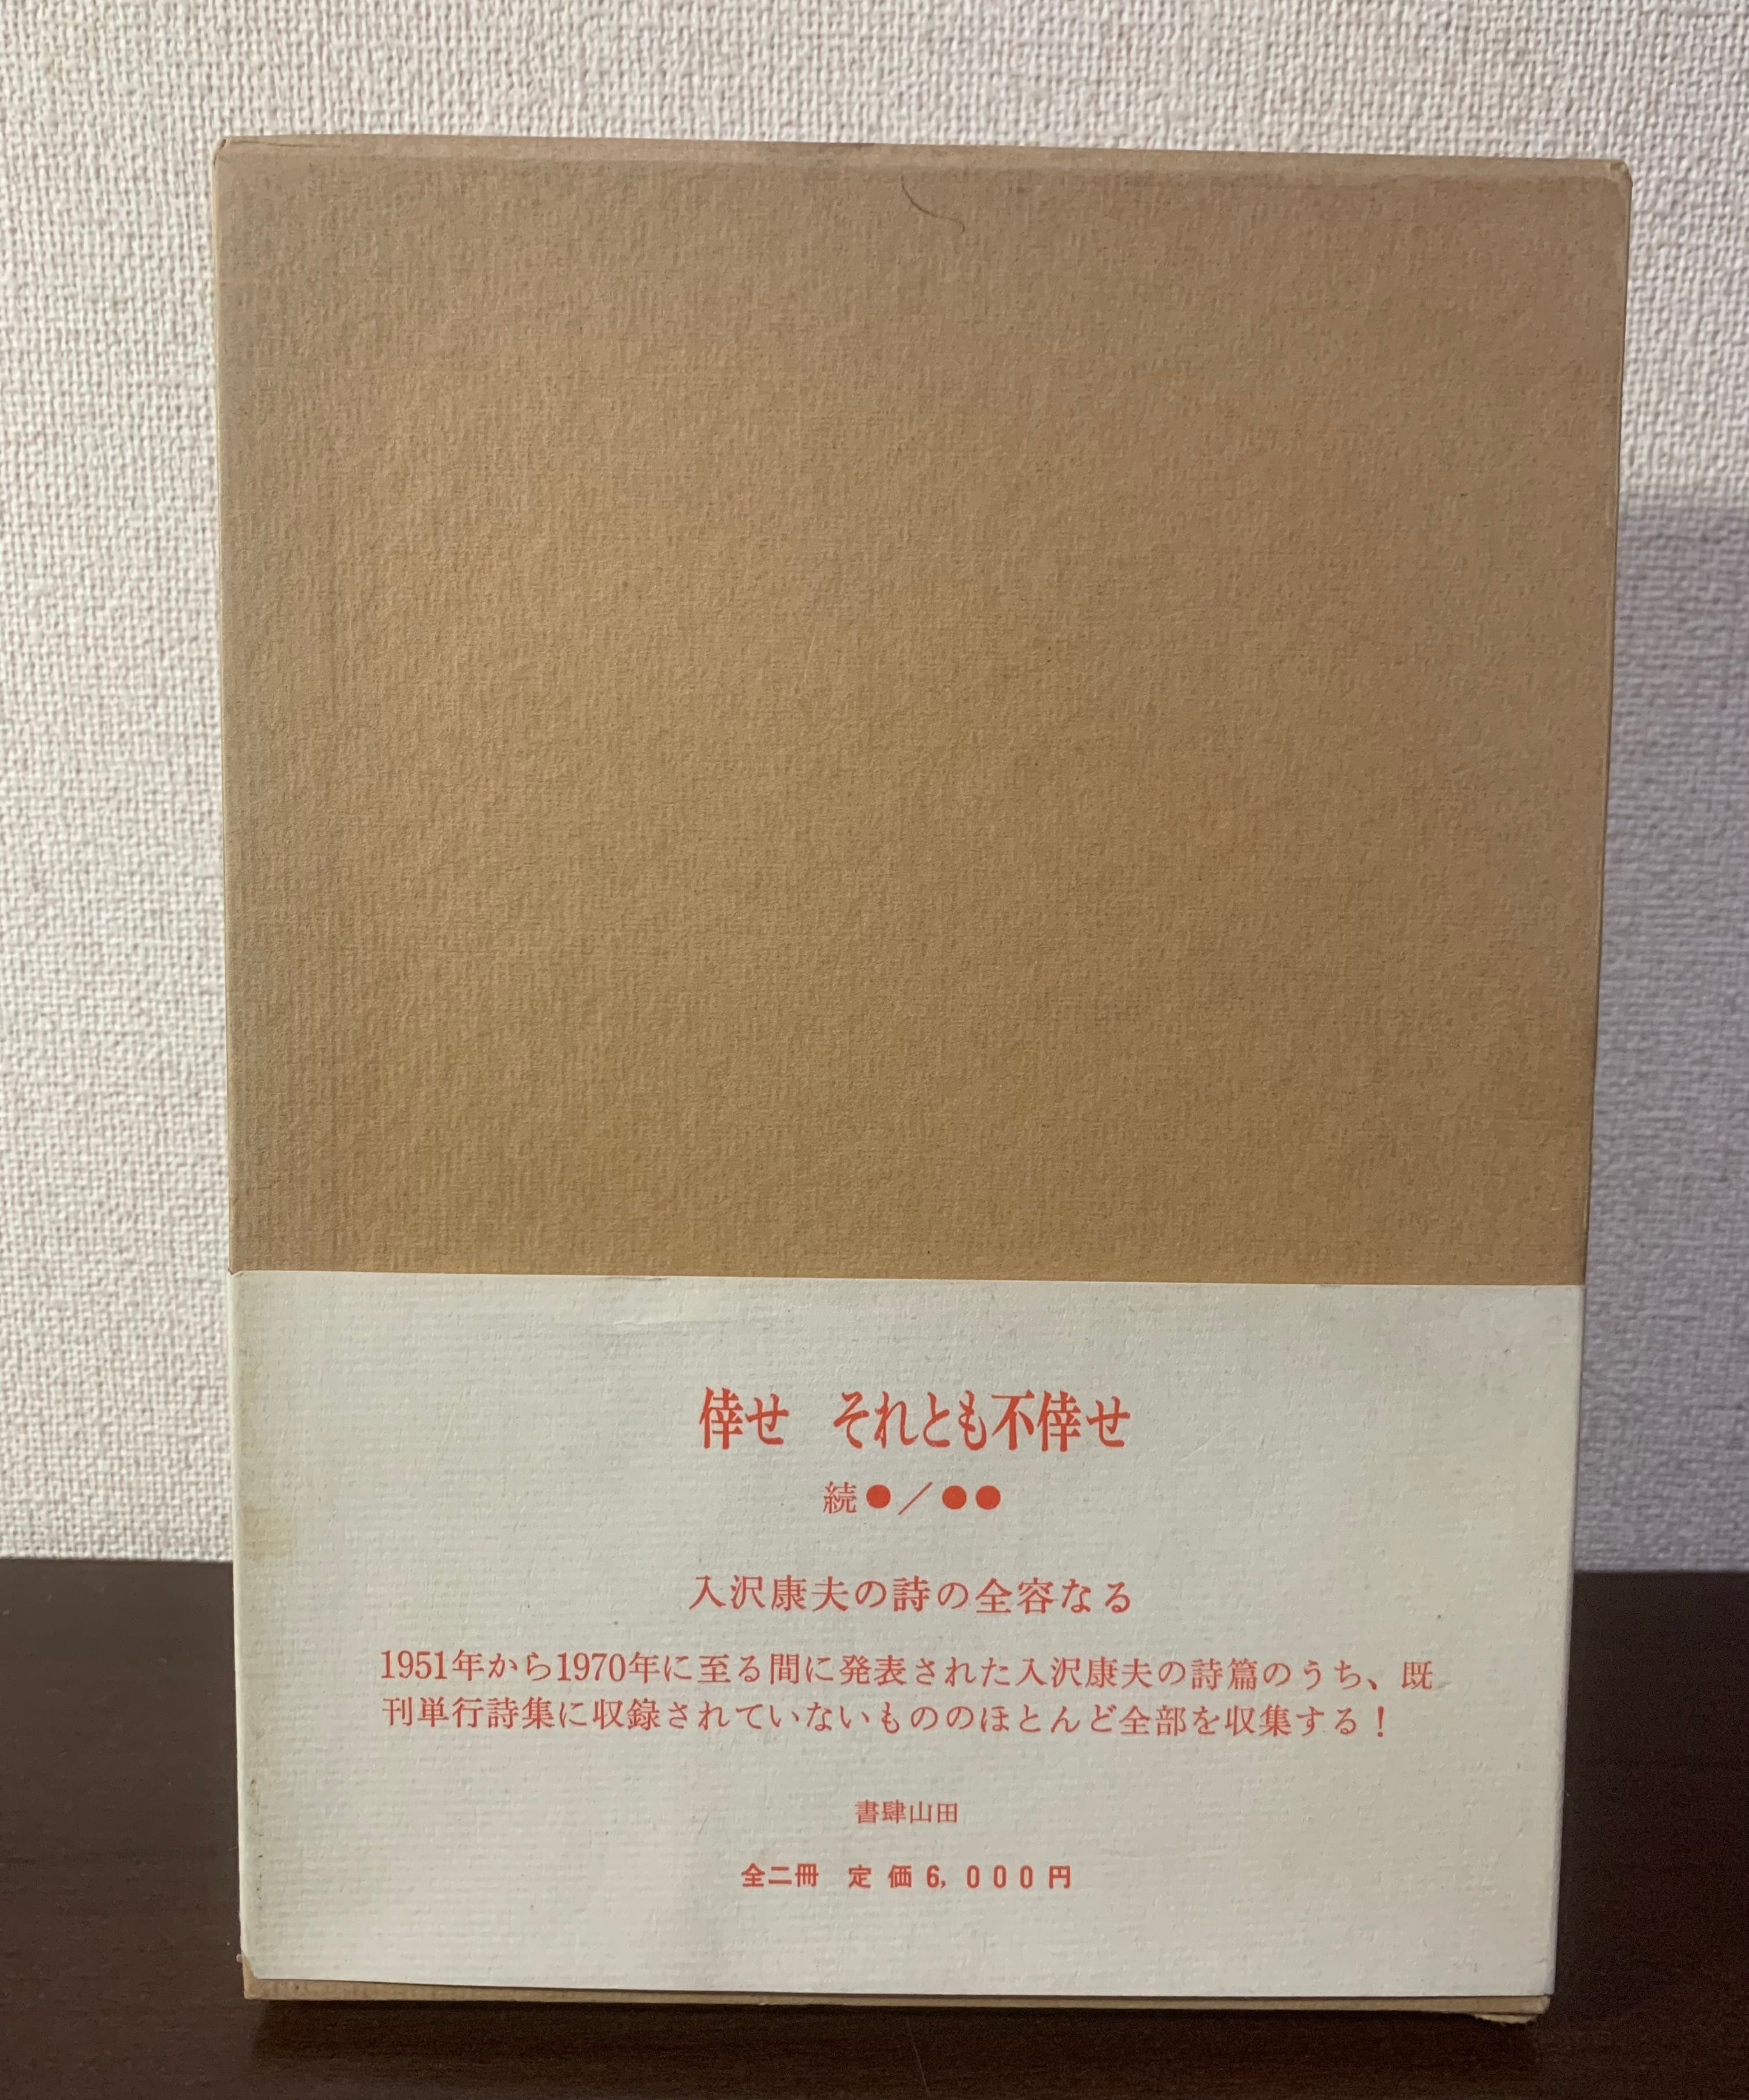 倖せ それとも不倖せ
続●／●●
入沢康夫の詩の全容なる
1951年から1970年に至る間に発表された入沢康夫の詩篇のうち、既
刊単行詩集に収録されていないもののほとんど全部を収集する！
書肆山田
全二冊 定価6,000円